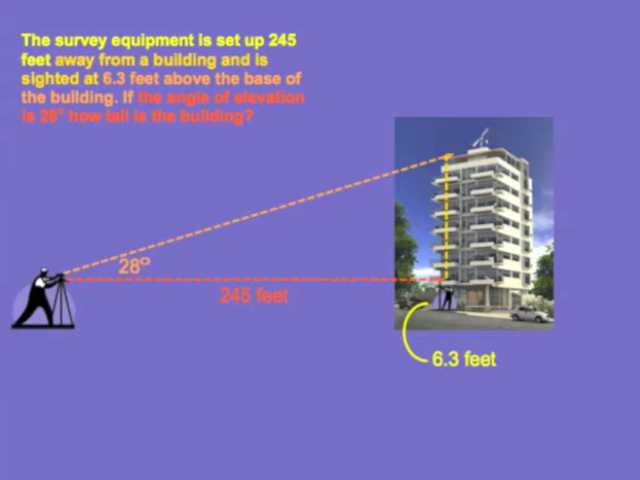 The survey equipment is set up 245
feet away from a building and is
sighted at 6.3 feet above the base of
the building. If the angle of elevation
is 28° how tall is the building?
28°
245 feet
6.3 feet